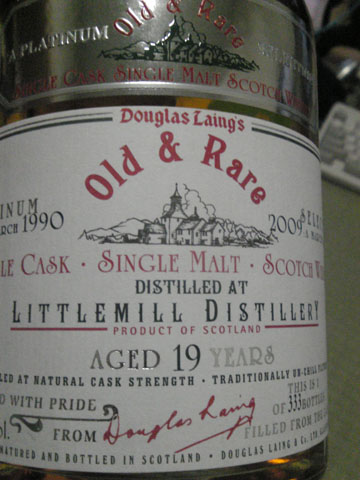 A PLATINUM Old & Rare
SINGLE CASK SINGLE MALT SCOTCH
Douglas Laing's
Old & Rare
INUM
RCH 1990
2009
LE CASK · SINGLE MALT · SCOTCH
DISTILLED AT
LITTLEMILL DISTILLERY
PRODUCT OF SCOTLAND
AGED 19 YEARS
LED AT NATURAL CASK STRENGTH · TRADITIONALLY UN-CHILL
D WITH PRIDE
THIS IS 1
OF 333 BOTTLES
FROM Douglas Laing
FILLED FROM THE
ol.
MATURED AND BOTTLED IN SCOTLAND · DOUGLAS LAING & CO.